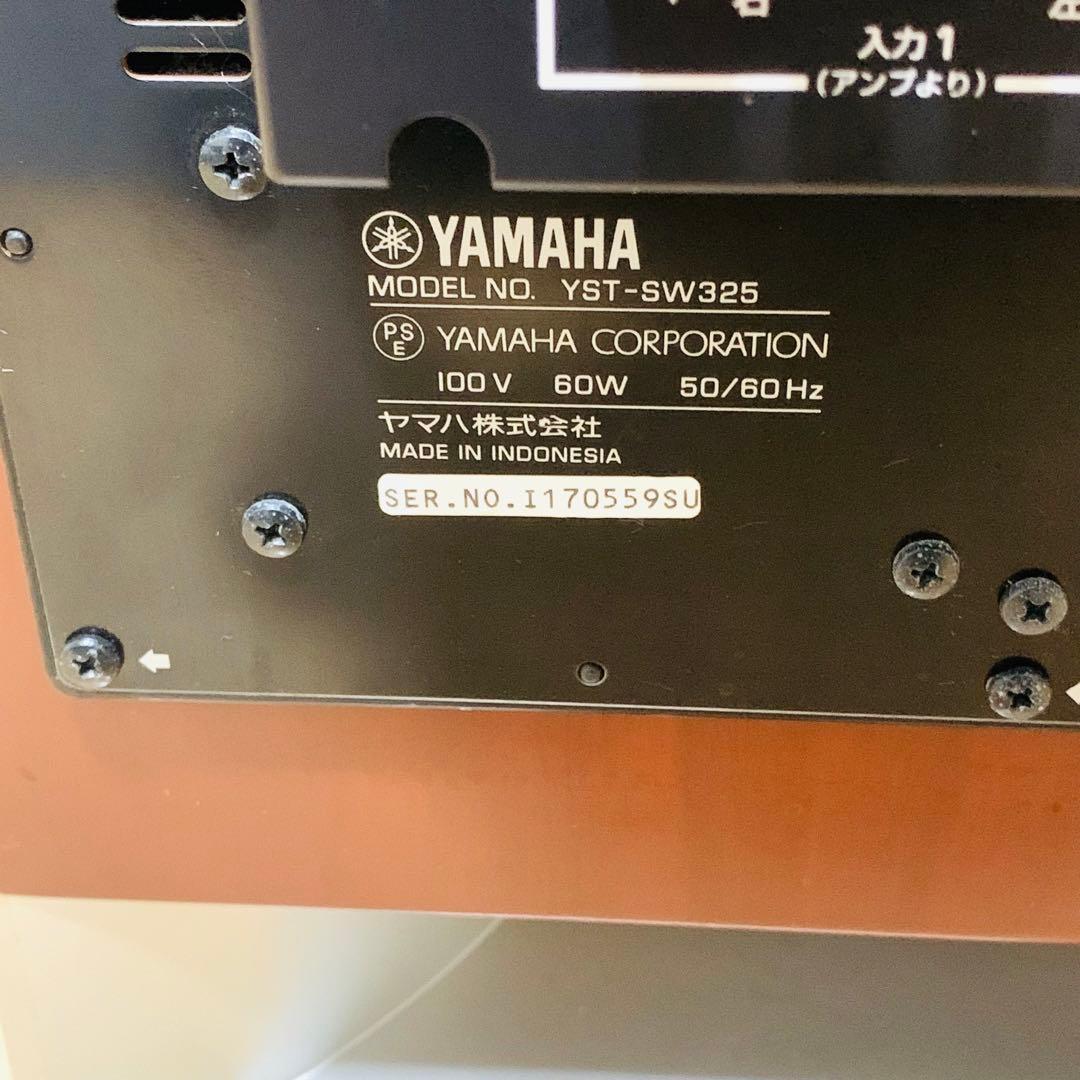 入力1
(アンプより)
YAMAHA
MODEL NO. YST-SW325
PSE YAMAHA CORPORATION
100V 60W 50/60Hz
ヤマハ株式会社
MADE IN INDONESIA
SER.NO.I170559SU